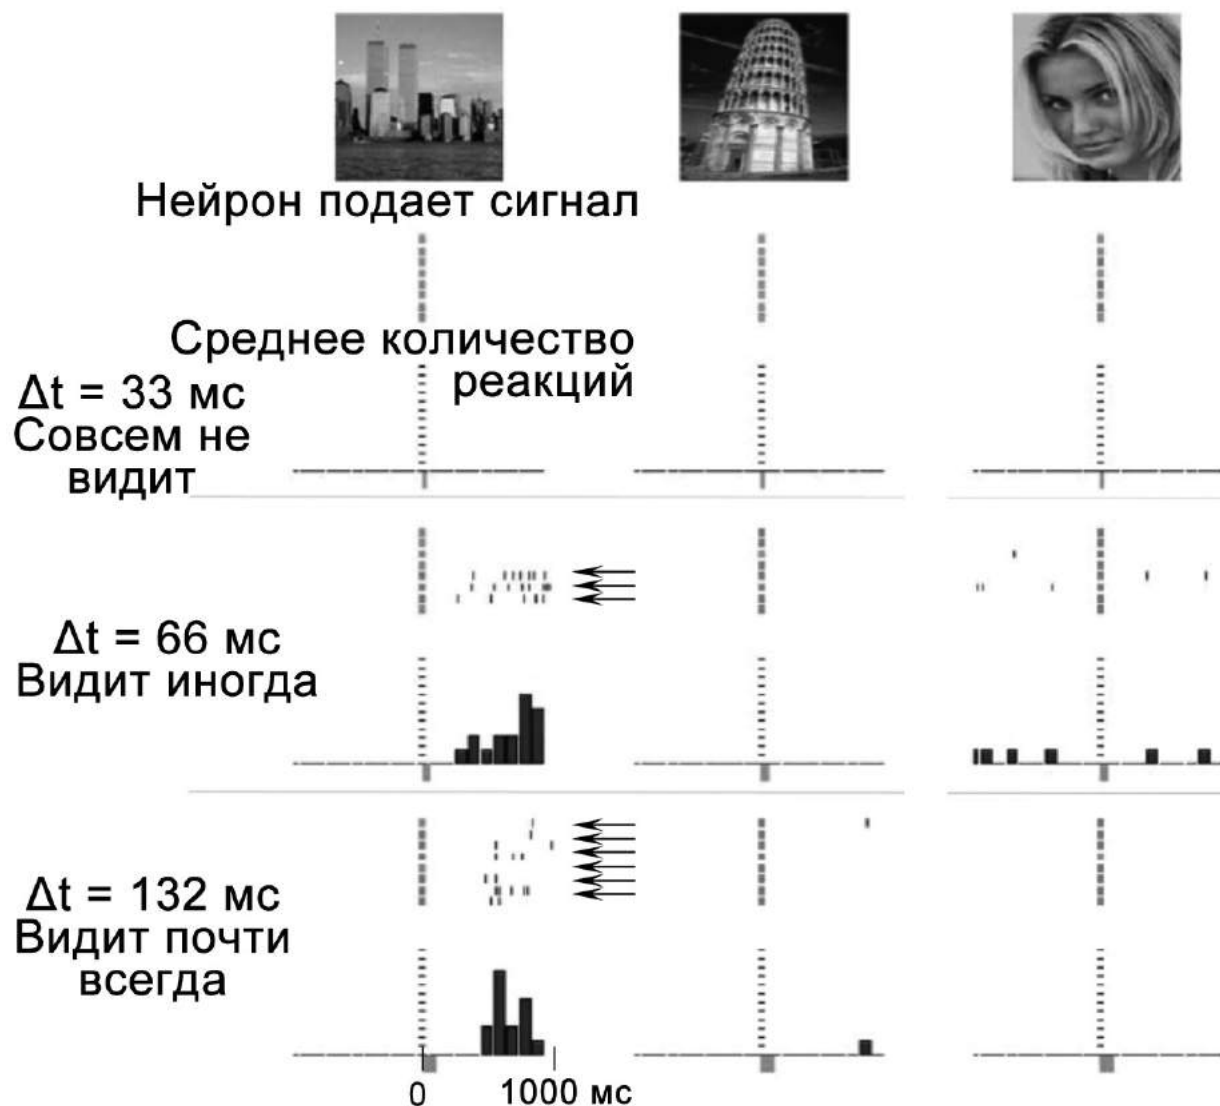 Нейрон подает сигнал
Среднее количество
реакций
Δt = 33 мс
Совсем не
видит
Δt = 66 мс
Видит иногда
Δt = 132 мс
Видит почти
всегда
0
1000 мс